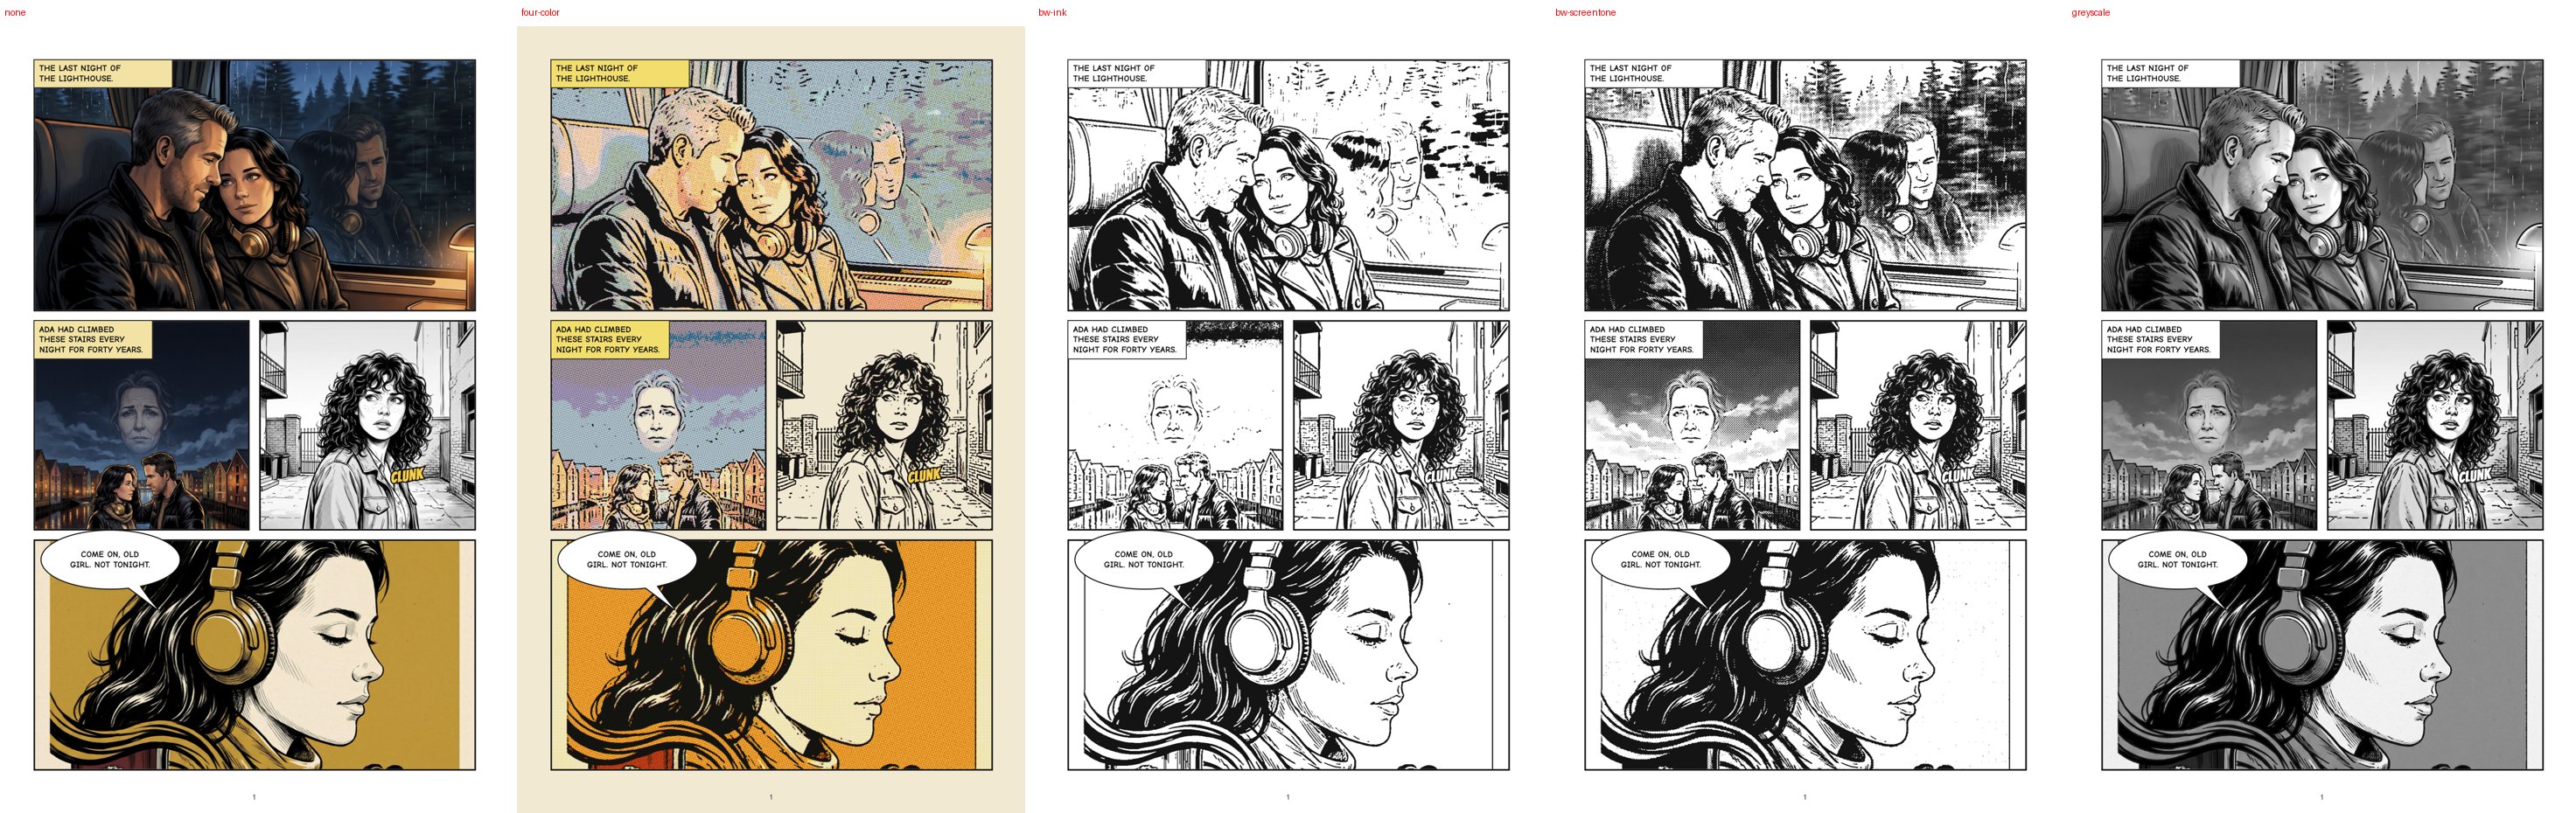 none
four-color
bw-ink
bw-screentone
greyscale
THE LAST NIGHT OF
THE LIGHTHOUSE.
ADA HAD CLIMBED
THESE STAIRS EVERY
NIGHT FOR FORTY YEARS.
CLUNK
COME ON, OLD
GIRL. NOT TONIGHT.
1
THE LAST NIGHT OF
THE LIGHTHOUSE.
ADA HAD CLIMBED
THESE STAIRS EVERY
NIGHT FOR FORTY YEARS.
CLUNK
COME ON, OLD
GIRL. NOT TONIGHT.
1
THE LAST NIGHT OF
THE LIGHTHOUSE.
ADA HAD CLIMBED
THESE STAIRS EVERY
NIGHT FOR FORTY YEARS.
CLUNK
COME ON, OLD
GIRL. NOT TONIGHT.
1
THE LAST NIGHT OF
THE LIGHTHOUSE.
ADA HAD CLIMBED
THESE STAIRS EVERY
NIGHT FOR FORTY YEARS.
CLUNK
COME ON, OLD
GIRL. NOT TONIGHT.
1
THE LAST NIGHT OF
THE LIGHTHOUSE.
ADA HAD CLIMBED
THESE STAIRS EVERY
NIGHT FOR FORTY YEARS.
CLUNK
COME ON, OLD
GIRL. NOT TONIGHT.
1